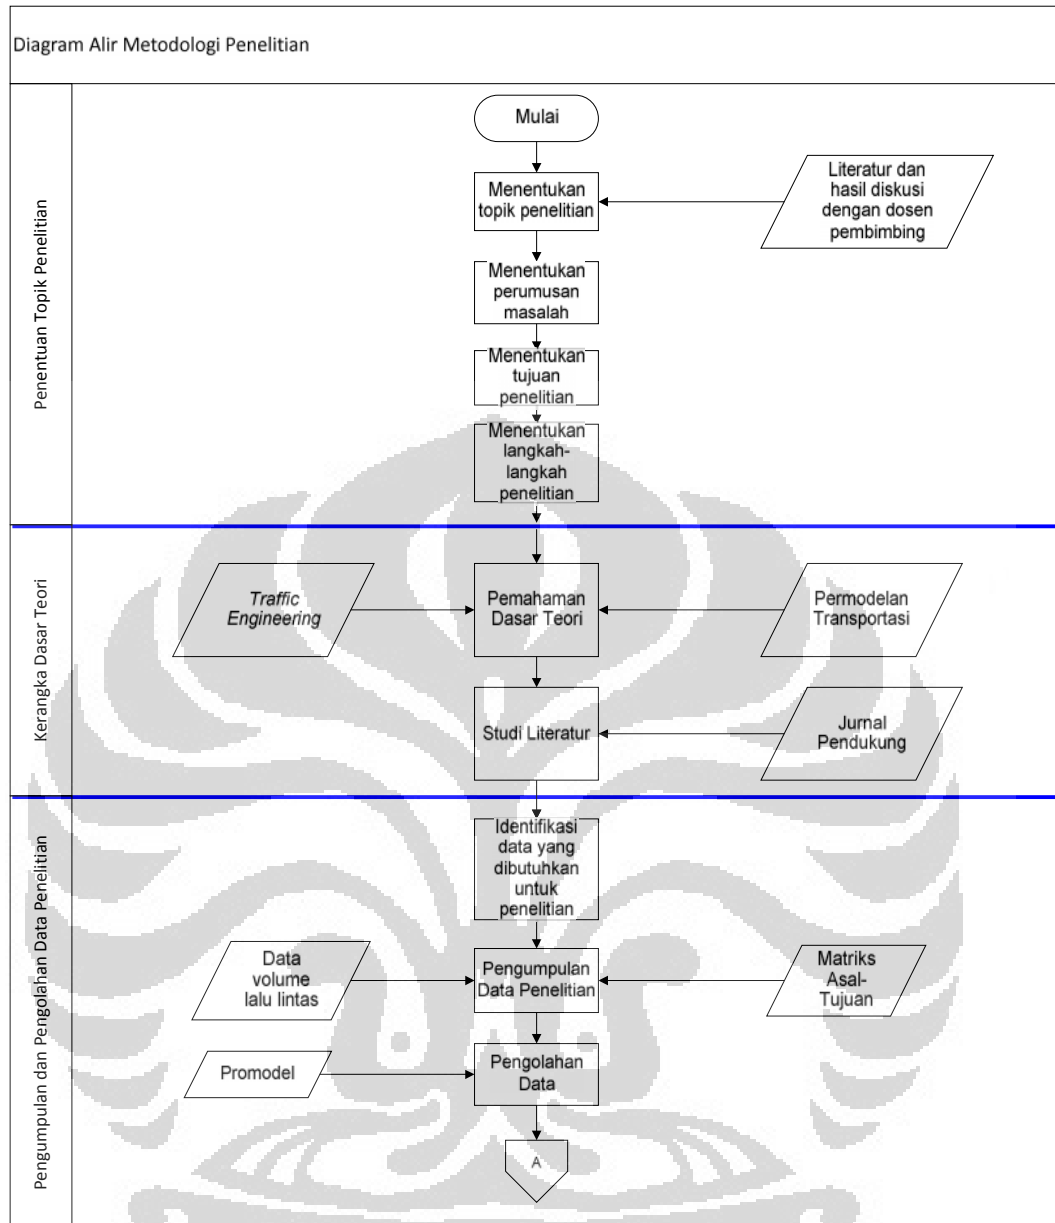 Diagram Alir Metodologi Penelitian
Penentuan Topik Penelitian
Mulai
Menentukan
topik penelitian
Literatur dan
hasil diskusi
dengan dosen
pembimbing
Menentukan
perumusan
masalah
Menentukan
tujuan
penelitian
Menentukan
langkah-
langkah
penelitian
Kerangka Dasar Teori
Traffic
Engineering
Pemahaman
Dasar Teori
Permodelan
Transportasi
Studi Literatur
Jurnal
Pendukung
Pengumpulan dan Pengolahan Data Penelitian
Identifikasi
data yang
dibutuhkan
untuk
penelitian
Data
volume
lalu lintas
Pengumpulan
Data Penelitian
Matriks
Asal-
Tujuan
Promodel
Pengolahan
Data
A